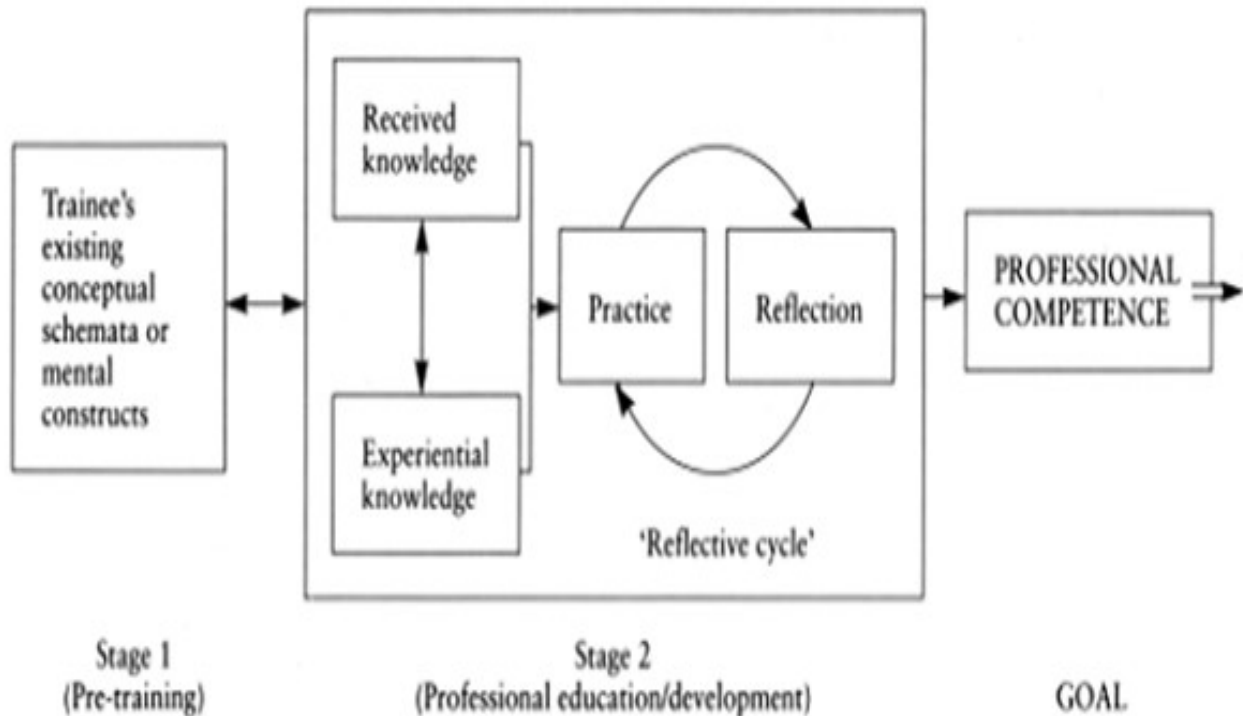 Trainee's
existing
conceptual
schemata or
mental
constructs
Received
knowledge
Experiential
knowledge
Practice
Reflection
'Reflective cycle'
PROFESSIONAL
COMPETENCE
Stage 1
(Pre-training)
Stage 2
(Professional education/development)
GOAL